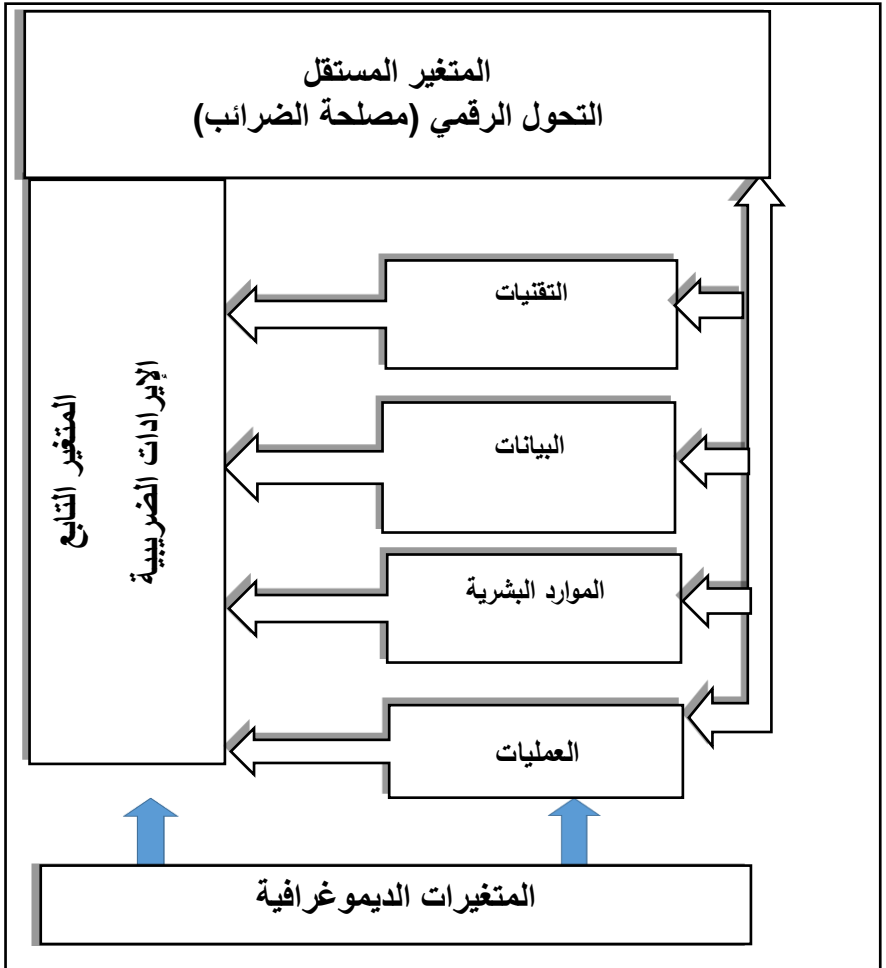 المتغير المستقل
التحول الرقمي (مصلحة الضرائب)
التقنيات
البيانات
الموارد البشرية
العمليات
المتغير التابع
الإيرادات الضريبية
المتغيرات الديموغرافية